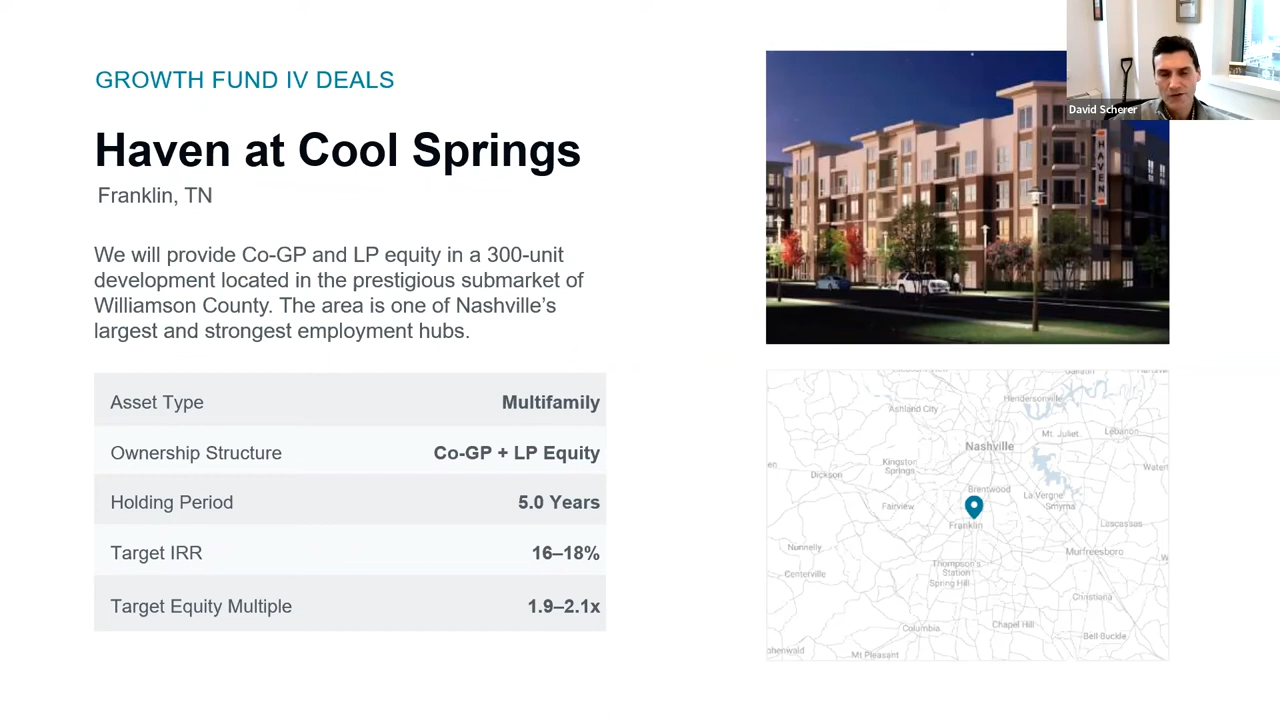 GROWTH FUND IV DEALS
Haven at Cool Springs
Franklin, TN
We will provide Co-GP and LP equity in a 300-unit
development located in the prestigious submarket of
Williamson County. The area is one of Nashville's
largest and strongest employment hubs.
Asset Type Multifamily
Ownership Structure Co-GP + LP Equity
Holding Period 5.0 Years
Target IRR 16–18%
Target Equity Multiple 1.9–2.1x
David Scherer
HAVEN
Hendersonville
Ashland City
Mt. Juliet
Lebanon
Nashville
Kingston
Springs
Dickson
Brentwood
La Vergne
Smyrna
Fairview
Franklin
Lascassas
Nunnelly
Murfreesboro
Thompson's
Station
Centerville
Spring Hill
Christiana
Columbia
Chapel Hill
Bell Buckle
Mt Pleasant